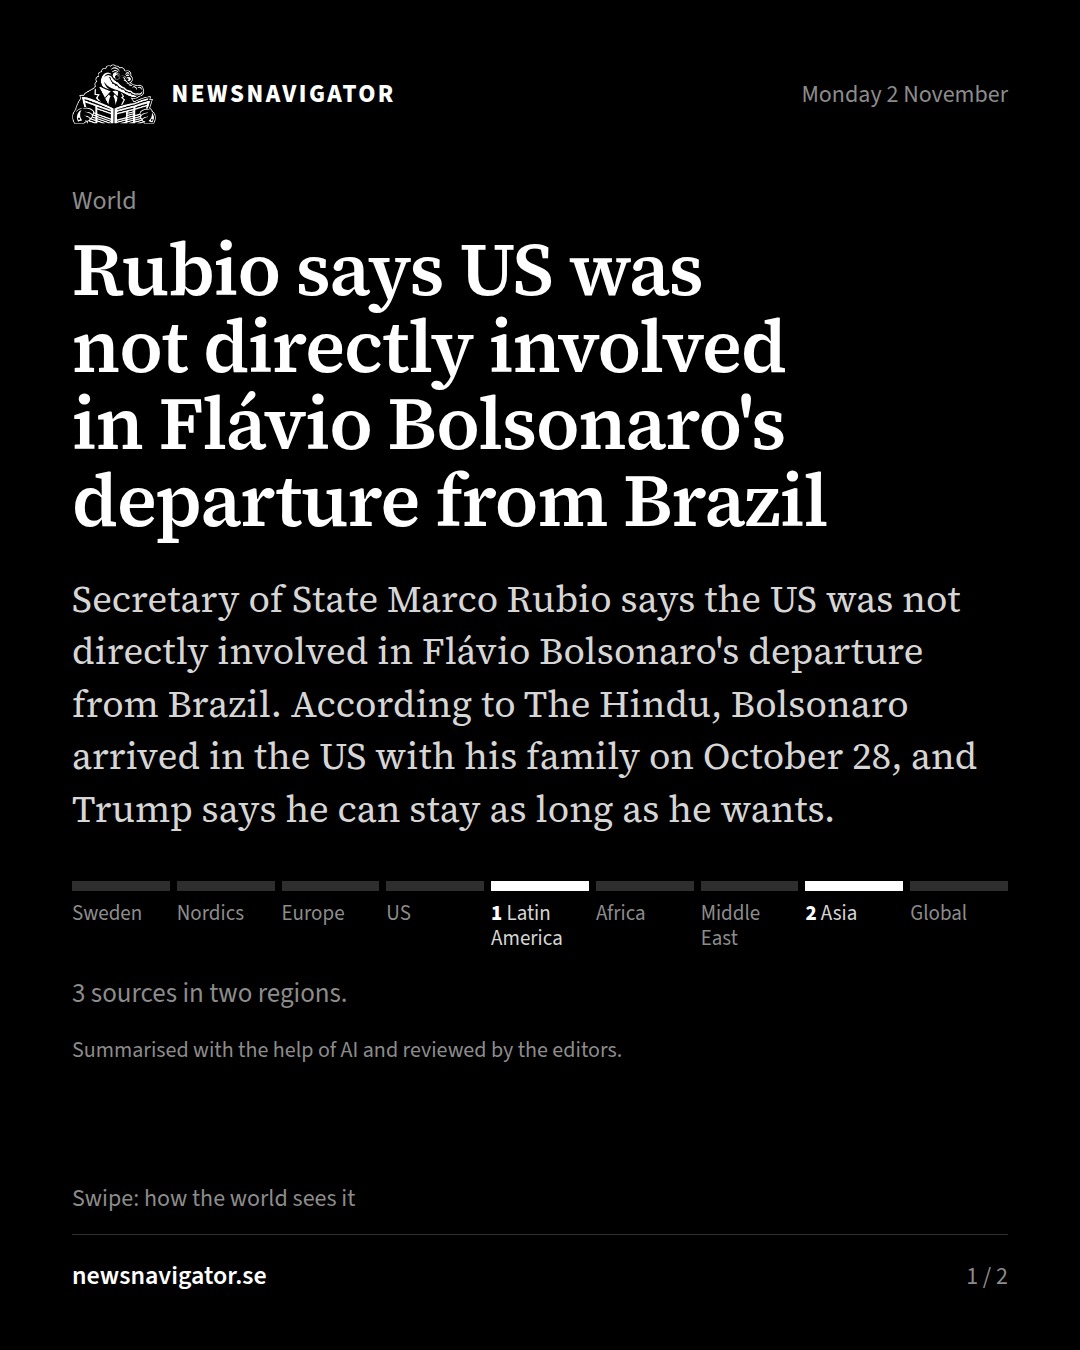 NEWSNAVIGATOR
Monday 2 November
World
Rubio says US was
not directly involved
in Flávio Bolsonaro's
departure from Brazil
Secretary of State Marco Rubio says the US was not
directly involved in Flávio Bolsonaro's departure
from Brazil. According to The Hindu, Bolsonaro
arrived in the US with his family on October 28, and
Trump says he can stay as long as he wants.
Sweden
Nordics
Europe
US
1 Latin
America
Africa
Middle
East
2 Asia
Global
3 sources in two regions.
Summarised with the help of AI and reviewed by the editors.
Swipe: how the world sees it
newsnavigator.se
1 / 2